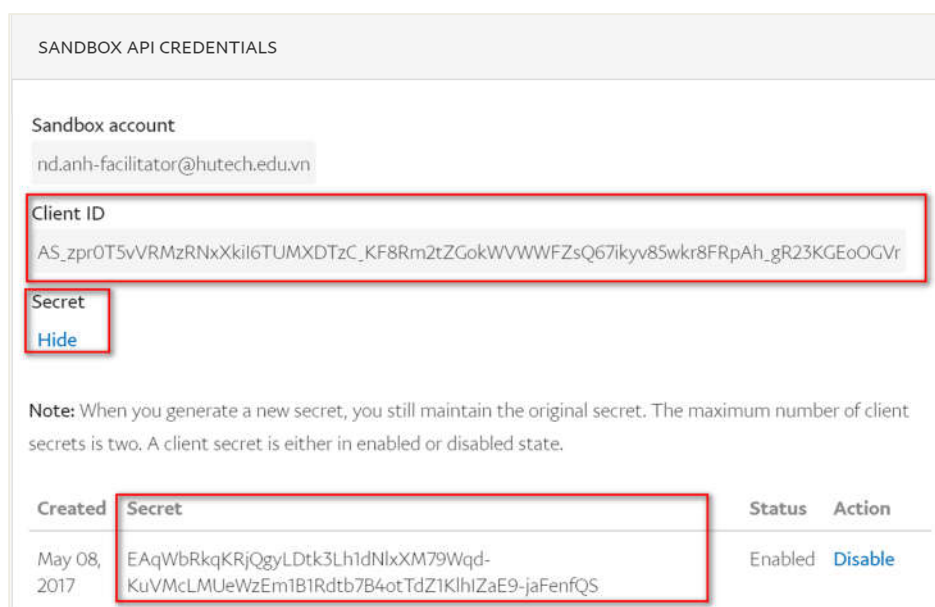 SANDBOX API CREDENTIALS
Sandbox account
nd.anh-facilitator@hutech.edu.vn
Client ID
AS_zpr0T5vVRMzRNxXkiI6TUMXDTzC_KF8Rm2tZGokWVWWFZsQ67ikyv85wkr8FRpAh_gR23KGEoOGVr
Secret
Hide
Note: When you generate a new secret, you still maintain the original secret. The maximum number of client
secrets is two. A client secret is either in enabled or disabled state.
Created Secret Status Action
May 08, EAqWbRkqKRjQgyLDtk3Lh1dNlxXM79Wqd- Enabled Disable
2017 KuVMcLMUeWzEm1B1Rdtb7B4otTdZ1KlhIZaE9-jaFenfQS